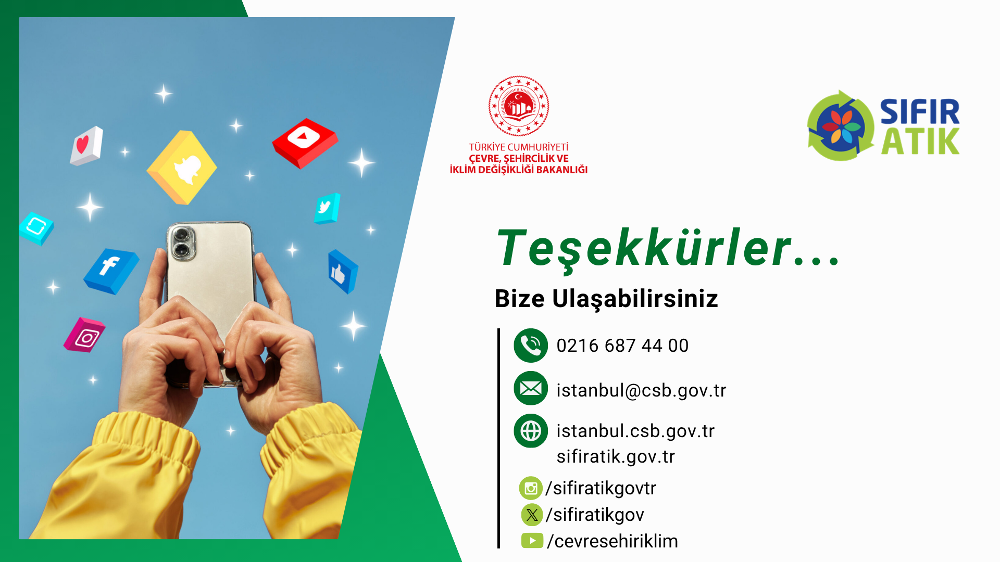 TÜRKİYE CUMHURİYETİ
ÇEVRE, ŞEHİRCİLİK VE
İKLİM DEĞİŞİKLİĞİ BAKANLIĞI
SIFIR
ATIK
Teşekkürler...
Bize Ulaşabilirsiniz
0216 687 44 00
istanbul@csb.gov.tr
istanbul.csb.gov.tr
sifiratik.gov.tr
/sifiratikgovtr
/sifiratikgov
/cevresehiriklim